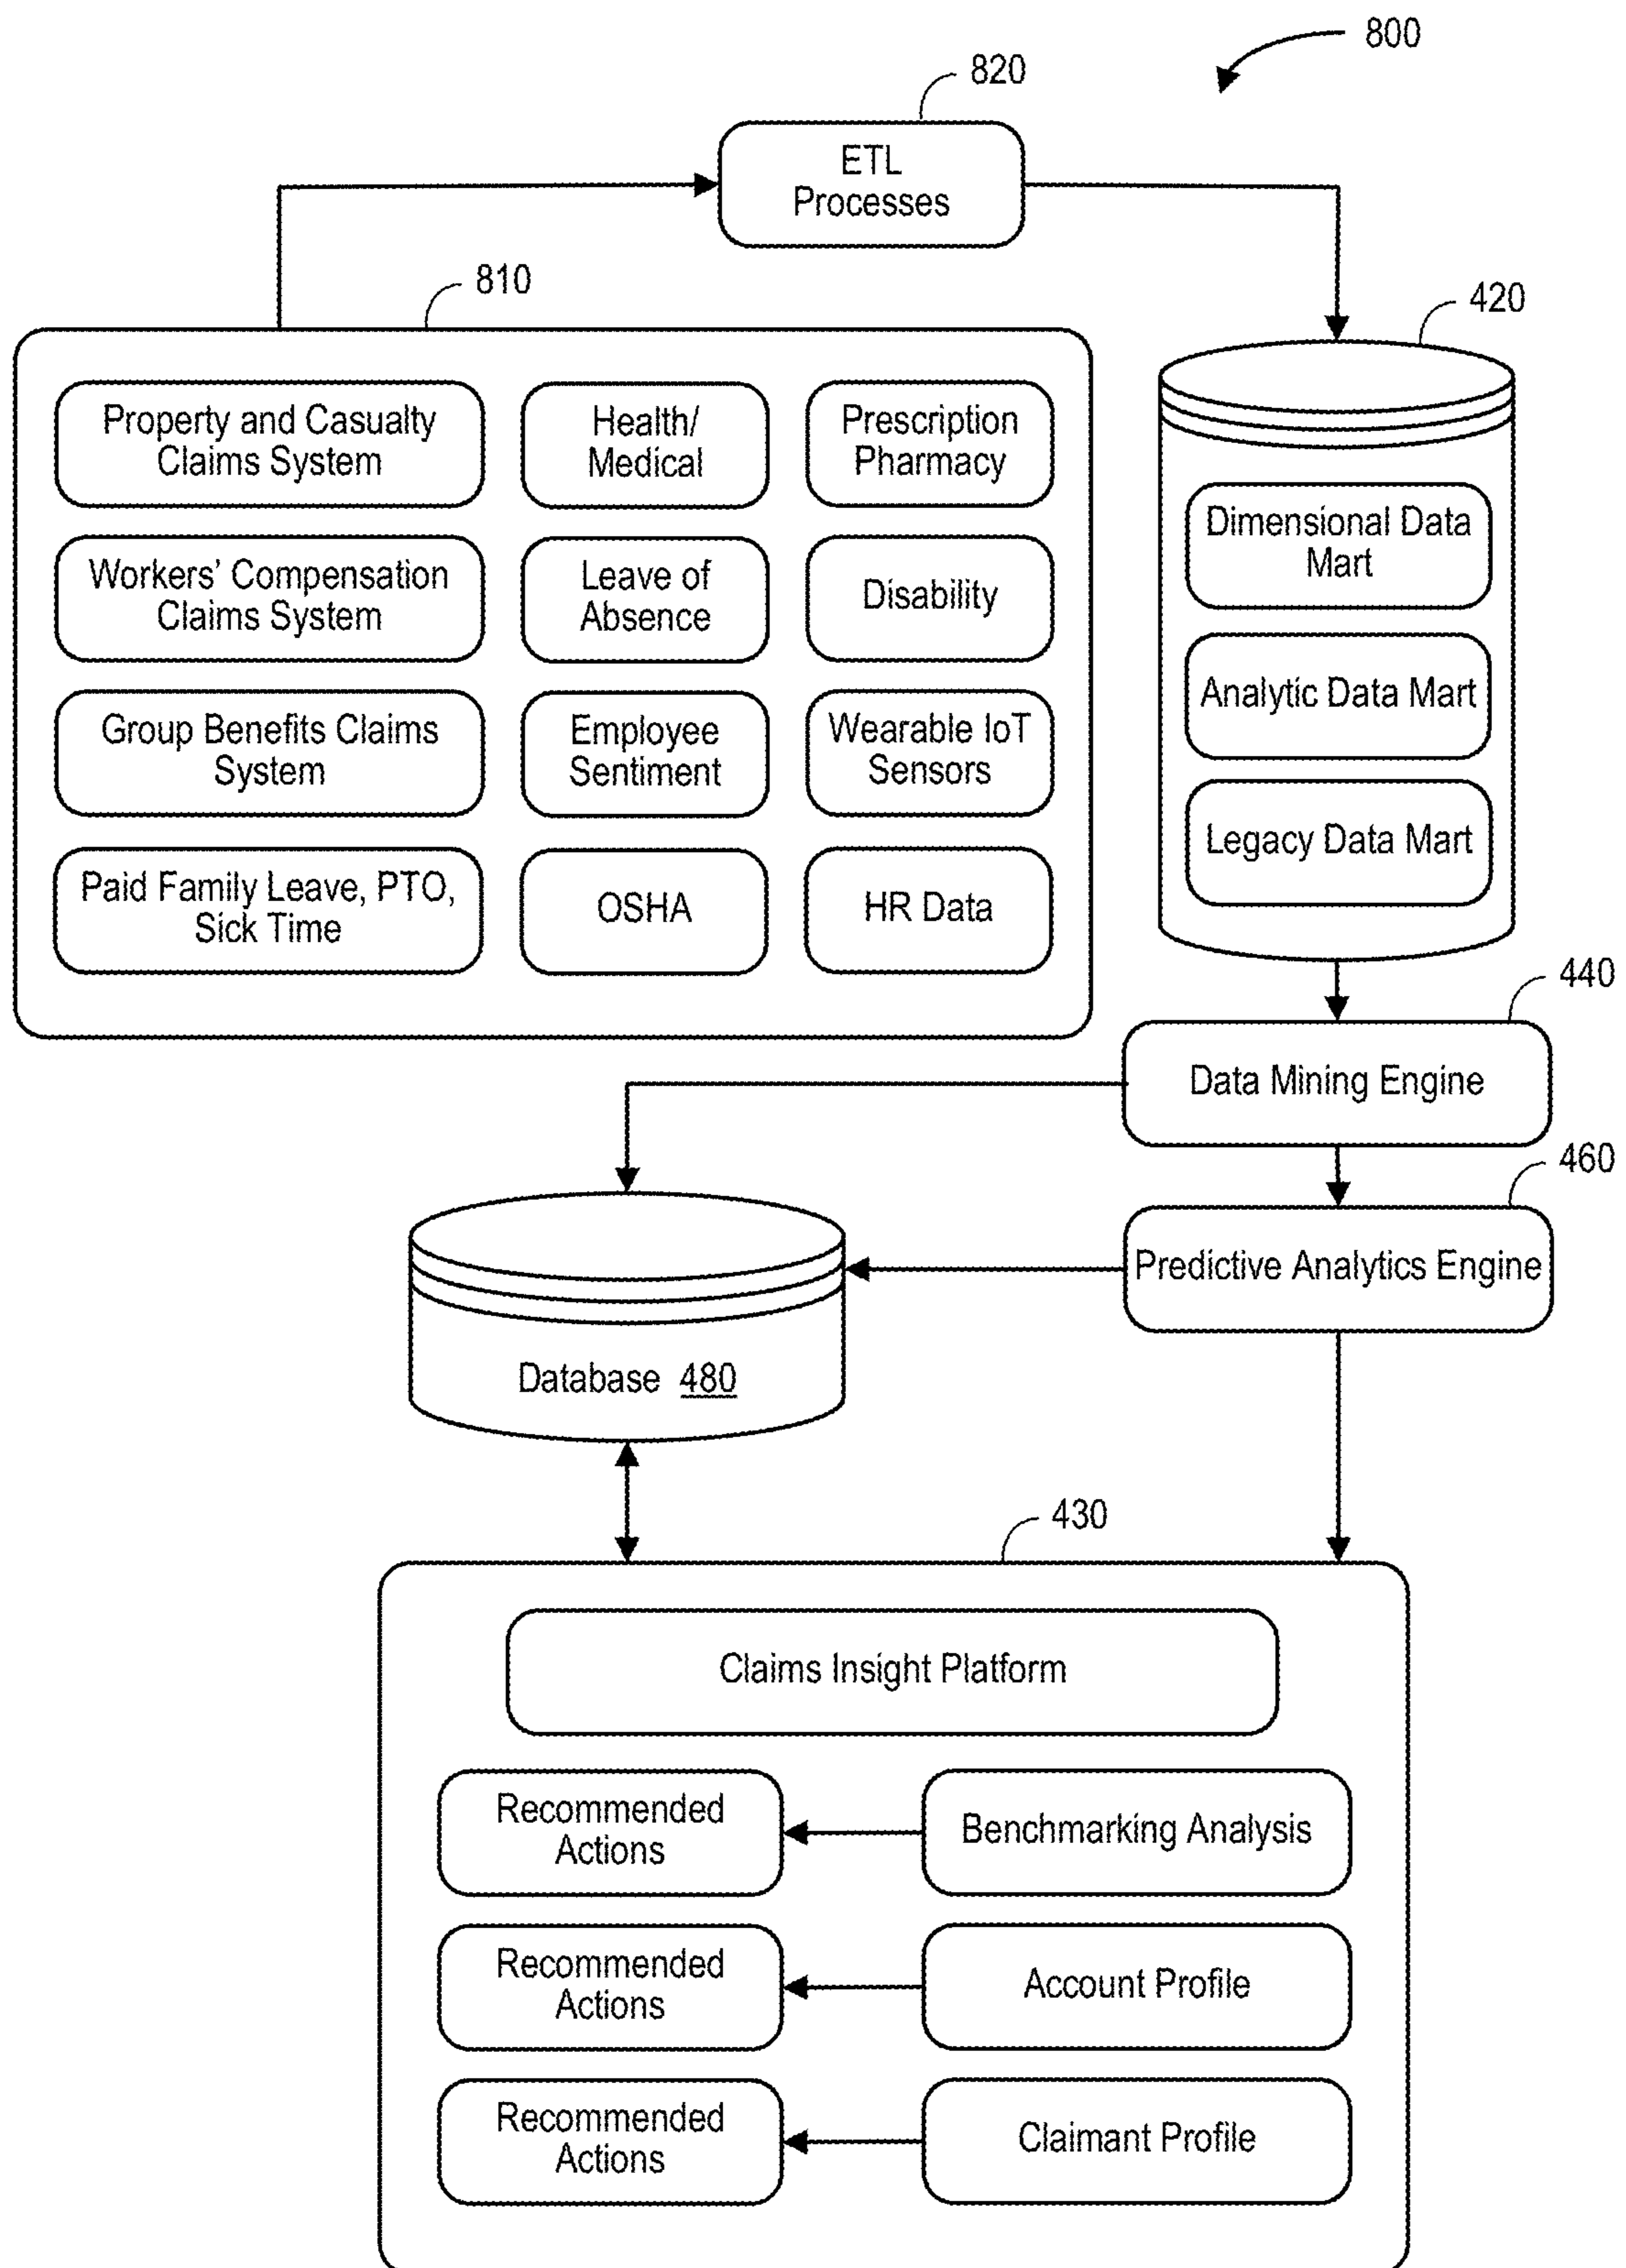 800
820
ETL
Processes
810
420
Property and Casualty
Claims System
Health/
Medical
Prescription
Pharmacy
Dimensional Data
Mart
Workers’ Compensation
Claims System
Leave of
Absence
Disability
Analytic Data Mart
Group Benefits Claims
System
Employee
Sentiment
Wearable IoT
Sensors
Legacy Data Mart
Paid Family Leave, PTO,
Sick Time
OSHA
HR Data
440
Data Mining Engine
460
Predictive Analytics Engine
Database 480
430
Claims Insight Platform
Recommended
Actions
Benchmarking Analysis
Recommended
Actions
Account Profile
Recommended
Actions
Claimant Profile